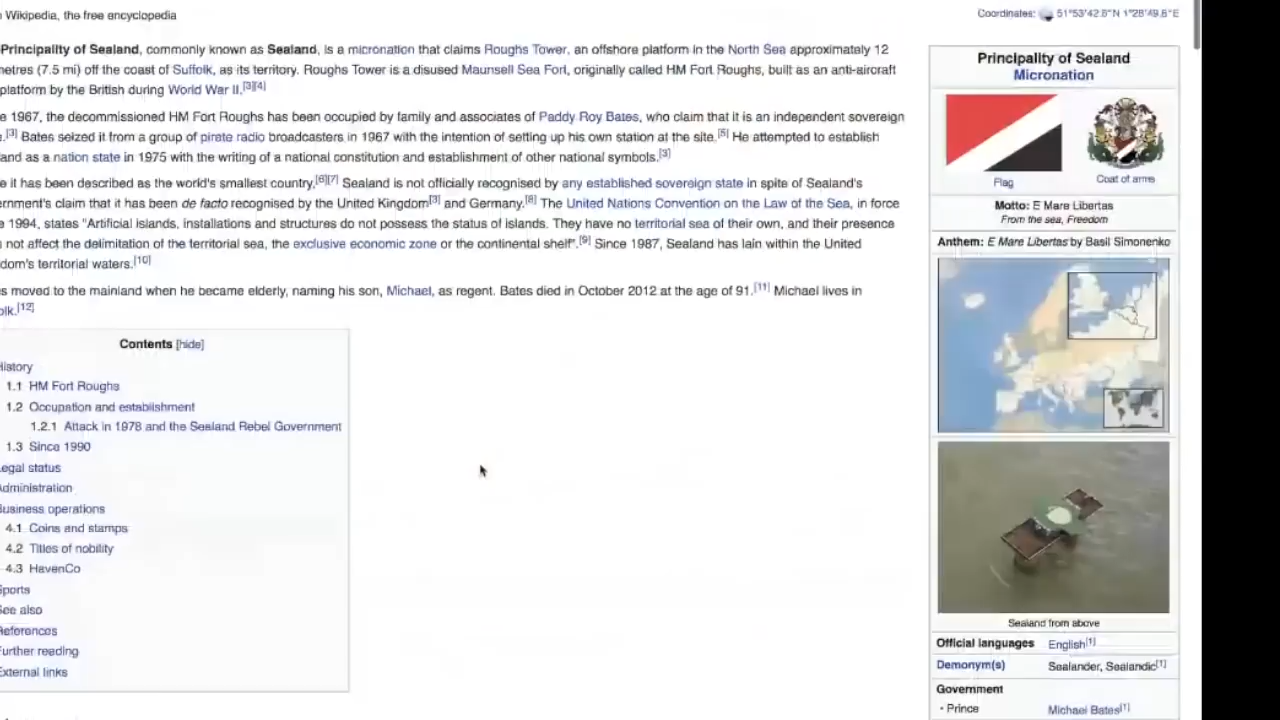 Wikipedia, the free encyclopedia
Coordinates: 51°53′42.6″N 1°28′49.8″E
Principality of Sealand, commonly known as Sealand, is a micronation that claims Roughs Tower, an offshore platform in the North Sea approximately 12
metres (7.5 mi) off the coast of Suffolk, as its territory. Roughs Tower is a disused Maunsell Sea Fort, originally called HM Fort Roughs, built as an anti-aircraft
platform by the British during World War II.[3][4]
e 1967, the decommissioned HM Fort Roughs has been occupied by family and associates of Paddy Roy Bates, who claim that it is an independent sovereign
.[3] Bates seized it from a group of pirate radio broadcasters in 1967 with the intention of setting up his own station at the site.[5] He attempted to establish
and as a nation state in 1975 with the writing of a national constitution and establishment of other national symbols.[3]
e it has been described as the world's smallest country,[6][7] Sealand is not officially recognised by any established sovereign state in spite of Sealand's
ernment's claim that it has been de facto recognised by the United Kingdom[3] and Germany.[8] The United Nations Convention on the Law of the Sea, in force
e 1994, states "Artificial islands, installations and structures do not possess the status of islands. They have no territorial sea of their own, and their presence
not affect the delimitation of the territorial sea, the exclusive economic zone or the continental shelf".[9] Since 1987, Sealand has lain within the United
dom's territorial waters.[10]
s moved to the mainland when he became elderly, naming his son, Michael, as regent. Bates died in October 2012 at the age of 91.[11] Michael lives in
olk.[12]
Contents [hide]
History
1.1 HM Fort Roughs
1.2 Occupation and establishment
1.2.1 Attack in 1978 and the Sealand Rebel Government
1.3 Since 1990
Legal status
Administration
Business operations
4.1 Coins and stamps
4.2 Titles of nobility
4.3 HavenCo
Sports
See also
References
Further reading
External links
Principality of Sealand
Micronation
Flag
Coat of arms
Motto: E Mare Libertas
From the sea, Freedom
Anthem: E Mare Libertas by Basil Simonenko
Sealand from above
Official languages English[1]
Demonym(s) Sealander, Sealandic[1]
Government
• Prince Michael Bates[1]